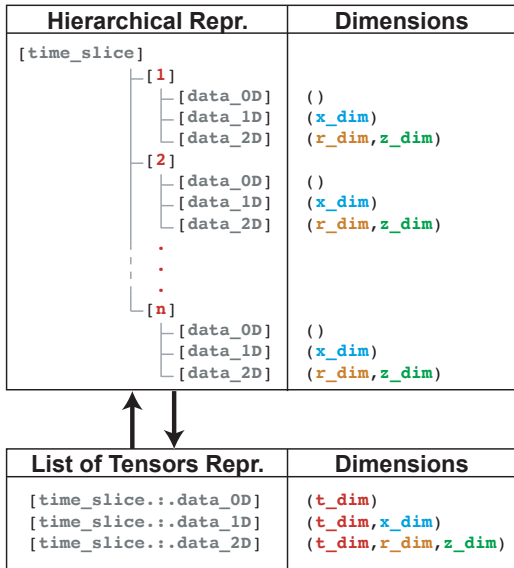 Hierarchical Repr. Dimensions
[time_slice]
[1]
[data_0D] ()
[data_1D] (x_dim)
[data_2D] (r_dim,z_dim)
[2]
[data_0D] ()
[data_1D] (x_dim)
[data_2D] (r_dim,z_dim)
.
.
.
[n]
[data_0D] ()
[data_1D] (x_dim)
[data_2D] (r_dim,z_dim)
List of Tensors Repr. Dimensions
[time_slice.:.data_0D] (t_dim)
[time_slice.:.data_1D] (t_dim,x_dim)
[time_slice.:.data_2D] (t_dim,r_dim,z_dim)